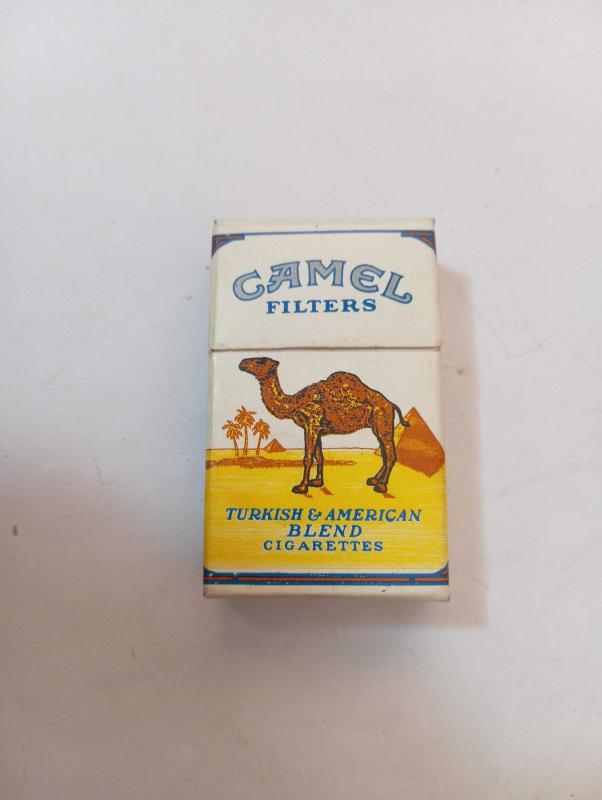 CAMEL
FILTERS
TURKISH & AMERICAN
BLEND
CIGARETTES